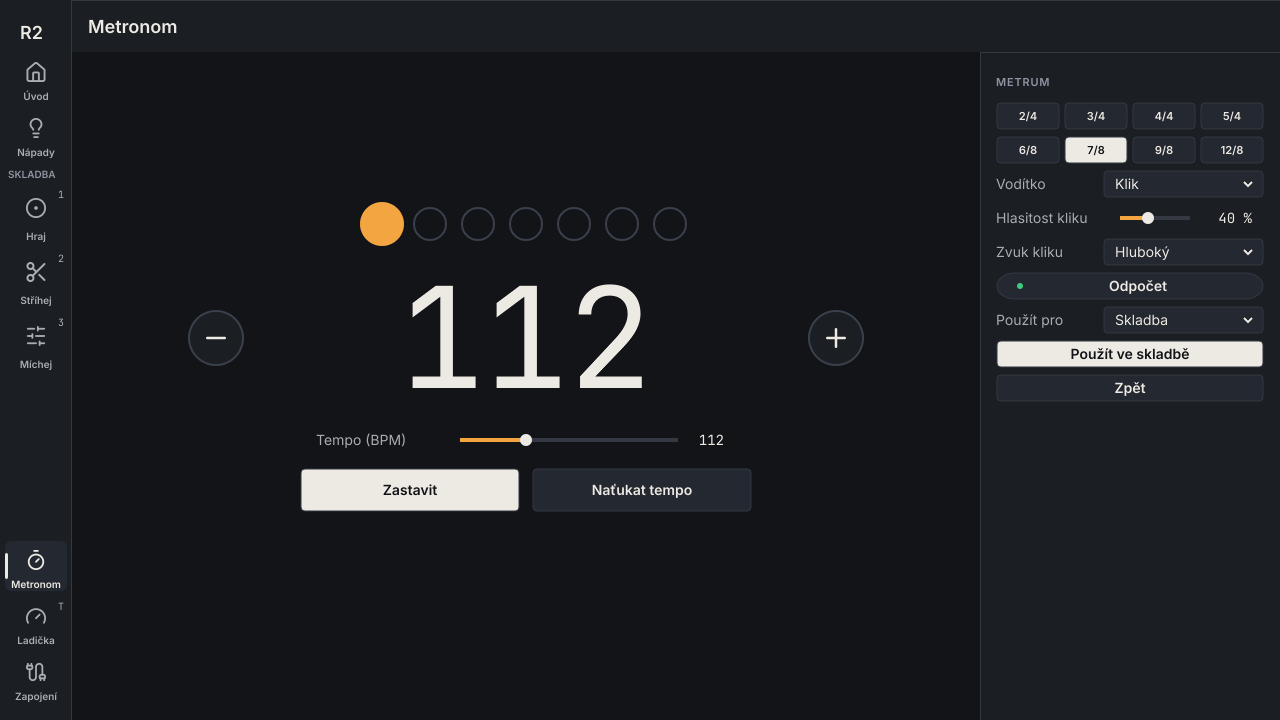 R2
Úvod
Nápady
SKLADBA
1
Hraj
2
Stříhej
3
Míchej
Metronom
T
Ladička
Zapojení
Metronom
112
Tempo (BPM) 112
Zastavit Naťukat tempo
METRUM
2/4 3/4 4/4 5/4
6/8 7/8 9/8 12/8
Vodítko Klik
Hlasitost kliku 40 %
Zvuk kliku Hluboký
Odpočet
Použít pro Skladba
Použít ve skladbě
Zpět